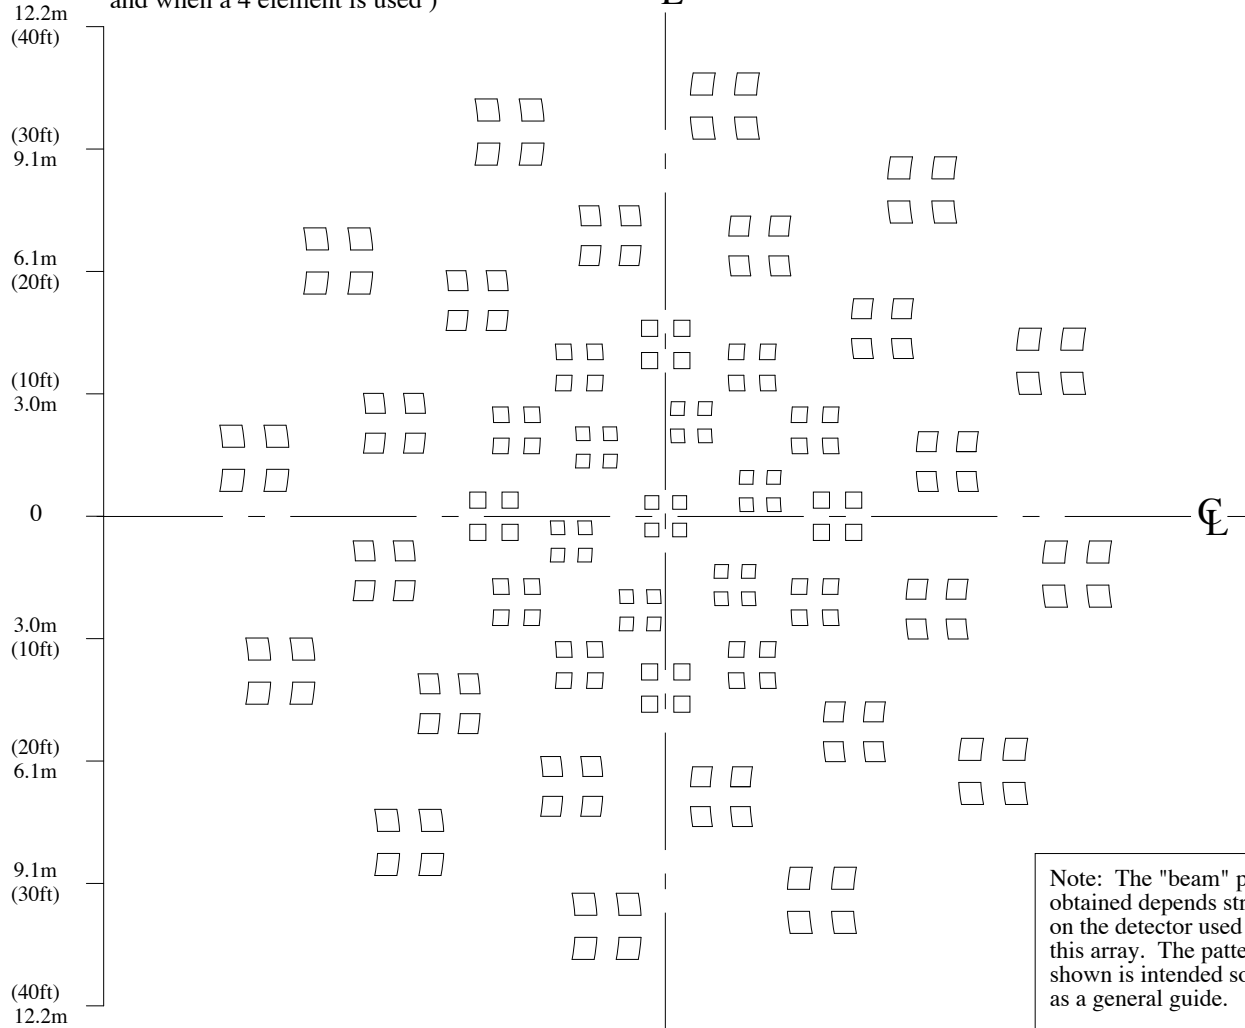 and when a 4 element is used )
12.2m
(40ft)
(30ft)
9.1m
6.1m
(20ft)
(10ft)
3.0m
0
3.0m
(10ft)
(20ft)
6.1m
9.1m
(30ft)
(40ft)
12.2m
Note: The "beam" p
obtained depends str
on the detector used
this array. The patte
shown is intended so
as a general guide.